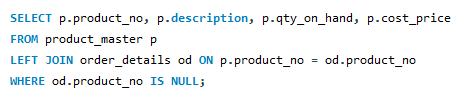 SELECT p.product_no, p.description, p.qty_on_hand, p.cost_price
FROM product_master p
LEFT JOIN order_details od ON p.product_no = od.product_no
WHERE od.product_no IS NULL;